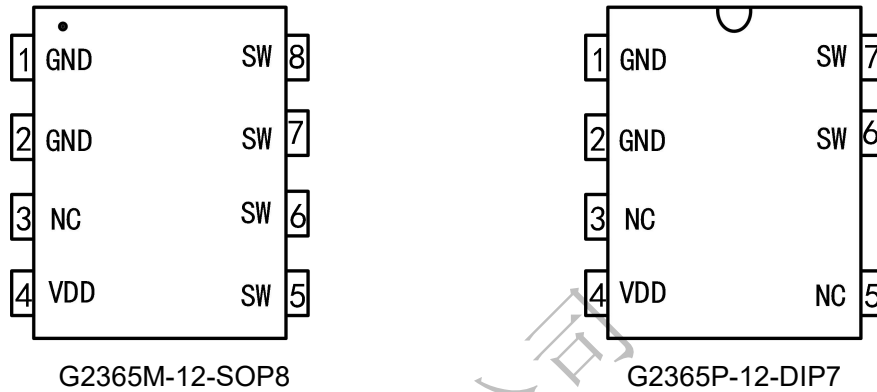 1 GND SW 8
2 GND SW 7
3 NC SW 6
4 VDD SW 5
G2365M-12-SOP8
1 GND SW 7
2 GND SW 6
3 NC
4 VDD NC 5
G2365P-12-DIP7
司